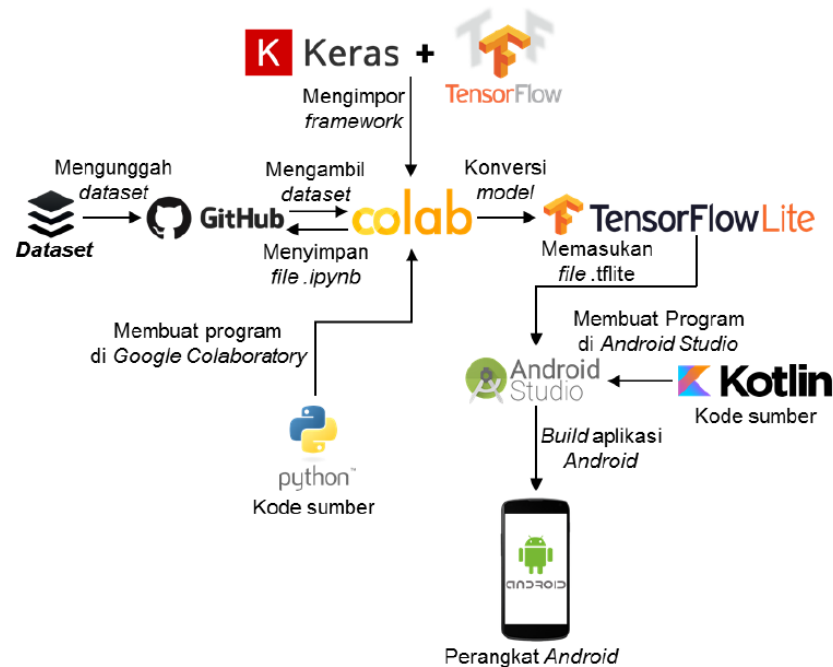 K Keras +
TensorFlow
Mengimpor
framework
Mengunggah
dataset
Mengambil
dataset
Konversi
model
Dataset
GitHub
colab
TensorFlowLite
Menyimpan
file .ipynb
Memasukan
file .tflite
Membuat program
di Google Colaboratory
Membuat Program
di Android Studio
Android
Studio
Kotlin
Kode sumber
python™
Kode sumber
Build aplikasi
Android
ANDROID
Perangkat Android